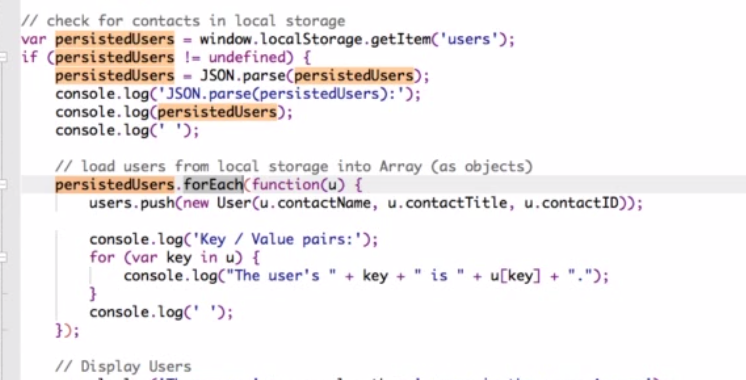 // check for contacts in local storage
var persistedUsers = window.localStorage.getItem('users');
if (persistedUsers != undefined) {
persistedUsers = JSON.parse(persistedUsers);
console.log('JSON.parse(persistedUsers):');
console.log(persistedUsers);
console.log(' ');
// load users from local storage into Array (as objects)
persistedUsers.forEach(function(u) {
users.push(new User(u.contactName, u.contactTitle, u.contactID));
console.log('Key / Value pairs:');
for (var key in u) {
console.log("The user's " + key + " is " + u[key] + ".");
}
console.log(' ');
});
// Display Users